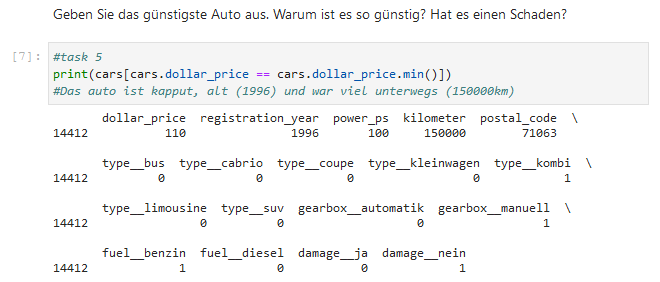 Geben Sie das günstigste Auto aus. Warum ist es so günstig? Hat es einen Schaden?
[7]: #task 5
print(cars[cars.dollar_price == cars.dollar_price.min()])
#Das auto ist kapput, alt (1996) und war viel unterwegs (150000km)
dollar_price registration_year power_ps kilometer postal_code \
14412 110 1996 100 150000 71063
type__bus type__cabrio type__coupe type__kleinwagen type__kombi \
14412 0 0 0 0 1
type__limousine type__suv gearbox__automatik gearbox__manuell \
14412 0 0 0 1
fuel__benzin fuel__diesel damage__ja damage__nein
14412 1 0 0 1